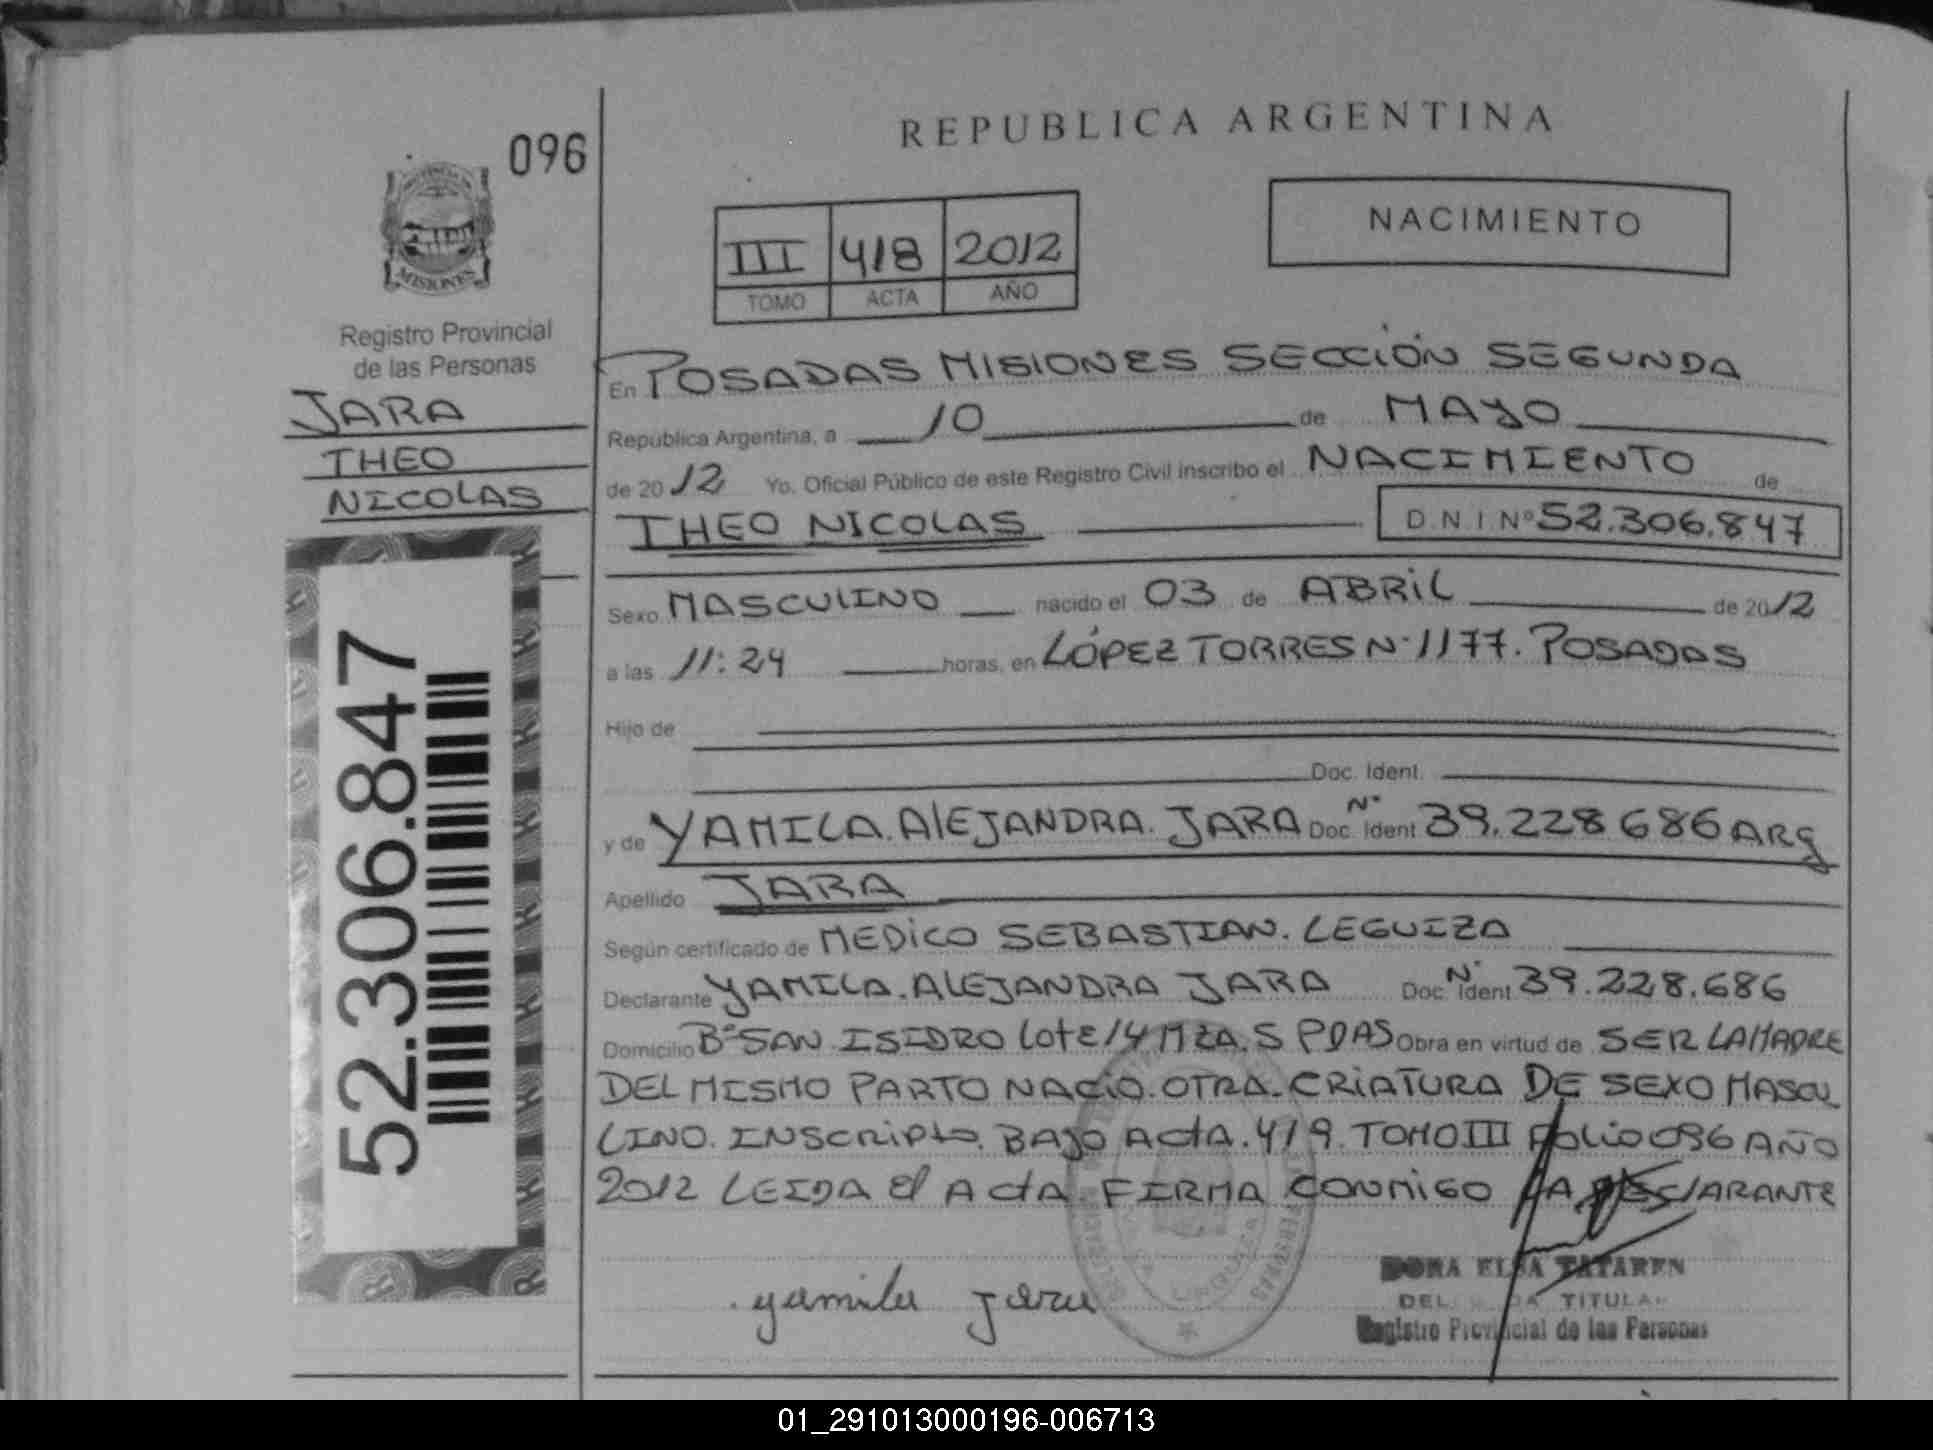 096
REPUBLICA ARGENTINA
NACIMIENTO
III 418 2012
TOMO ACTA AÑO
MISIONES
Registro Provincial
de las Personas
JARA
THEO
NICOLAS
52.306.847
En POSADAS MISIONES SECCIÓN SEGUNDA
República Argentina, a 10 de MAYO
de 2012 Yo, Oficial Público de este Registro Civil inscribo el NACIMIENTO de
THEO NICOLAS D.N.I Nº 52.306.847
Sexo MASCULINO nacido el 03 de ABRIL de 2012
a las 11:24 horas, en LÓPEZ TORRES Nº 1177. POSADAS
Hijo de
Doc. Ident.
y de YAMILA. ALEJANDRA. JARA Doc. Ident Nº 39.228686 ARg
Apellido JARA
Según certificado de MEDICO SEBASTIAN. LEGUIZA
Declarante YAMILA. ALEJANDRA JARA Doc. Ident Nº 39.228.686
Domicilio Bº SAN ISIDRO lote 14 MZA. S PDAS Obra en virtud de SER LA MADRE
DEL MISMO PARTO NACIO. OTRA. CRIATURA DE SEXO MASCU
LINO. INSCRIPTO. BAJO ACTA. 419. TOMO III FOLIO 096 AÑO
2012 LEIDA El ACTA FIRMA CONMIGO LA DEClARANTE
yamila jara
DORA ELSA TATAREN
TITULAR
Registro Provincial de las Personas
01_291013000196-006713